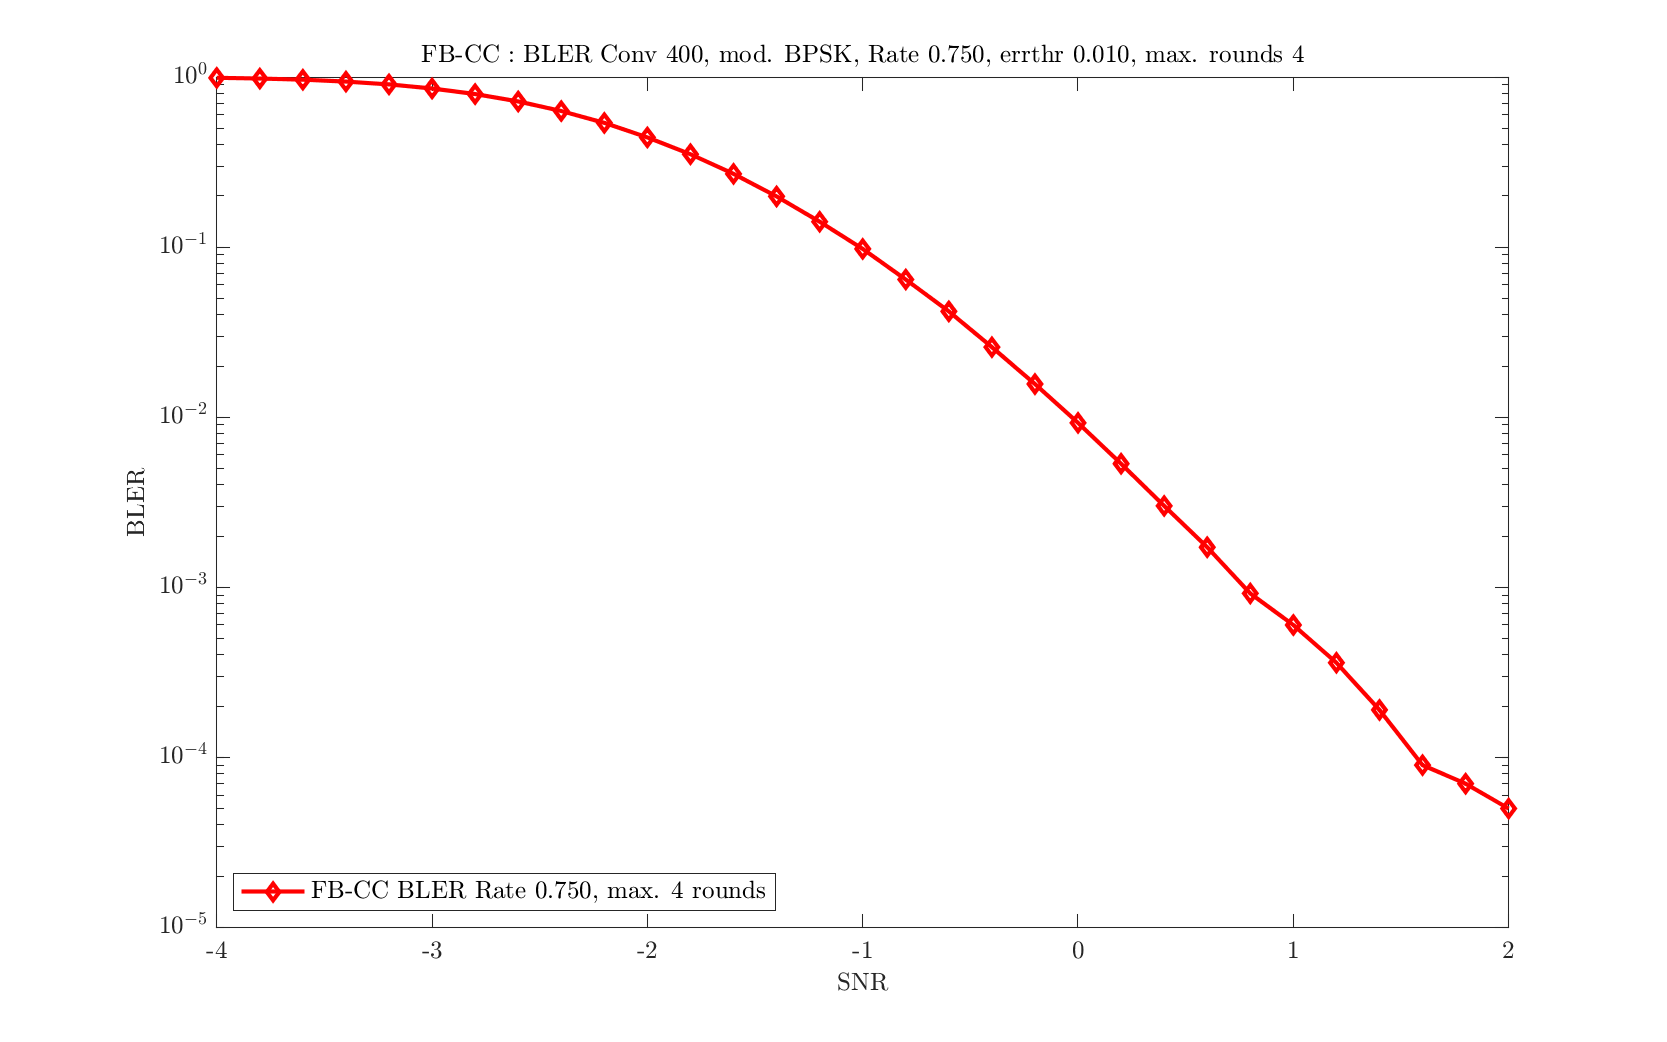 FB-CC : BLER Conv 400, mod. BPSK, Rate 0.750, errthr 0.010, max. rounds 4
10^0
10^-1
10^-2
10^-3
10^-4
10^-5
BLER
FB-CC BLER Rate 0.750, max. 4 rounds
-4 -3 -2 -1 0 1 2
SNR